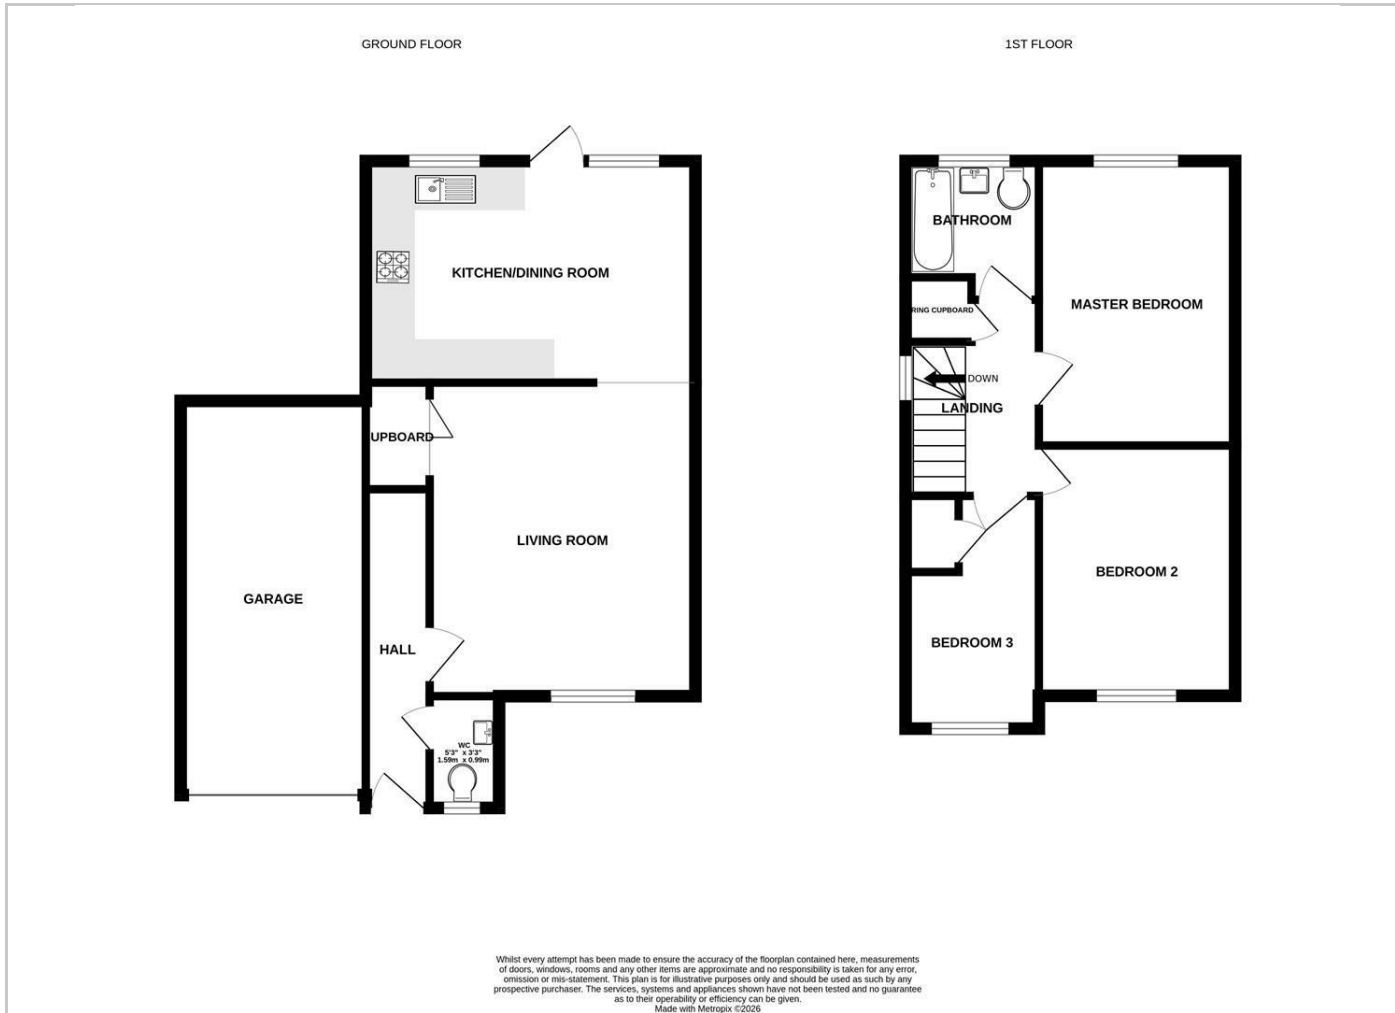 GROUND FLOOR
1ST FLOOR
KITCHEN/DINING ROOM
UPBOARD
LIVING ROOM
GARAGE
HALL
WC
5'3" x 3'3"
1.59m x 0.99m
BATHROOM
RING CUPBOARD
MASTER BEDROOM
DOWN
LANDING
BEDROOM 2
BEDROOM 3
Whilst every attempt has been made to ensure the accuracy of the floorplan contained here, measurements
of doors, windows, rooms and any other items are approximate and no responsibility is taken for any error,
omission or mis-statement. This plan is for illustrative purposes only and should be used as such by any
prospective purchaser. The services, systems and appliances shown have not been tested and no guarantee
as to their operability or efficiency can be given.
Made with Metropix ©2026